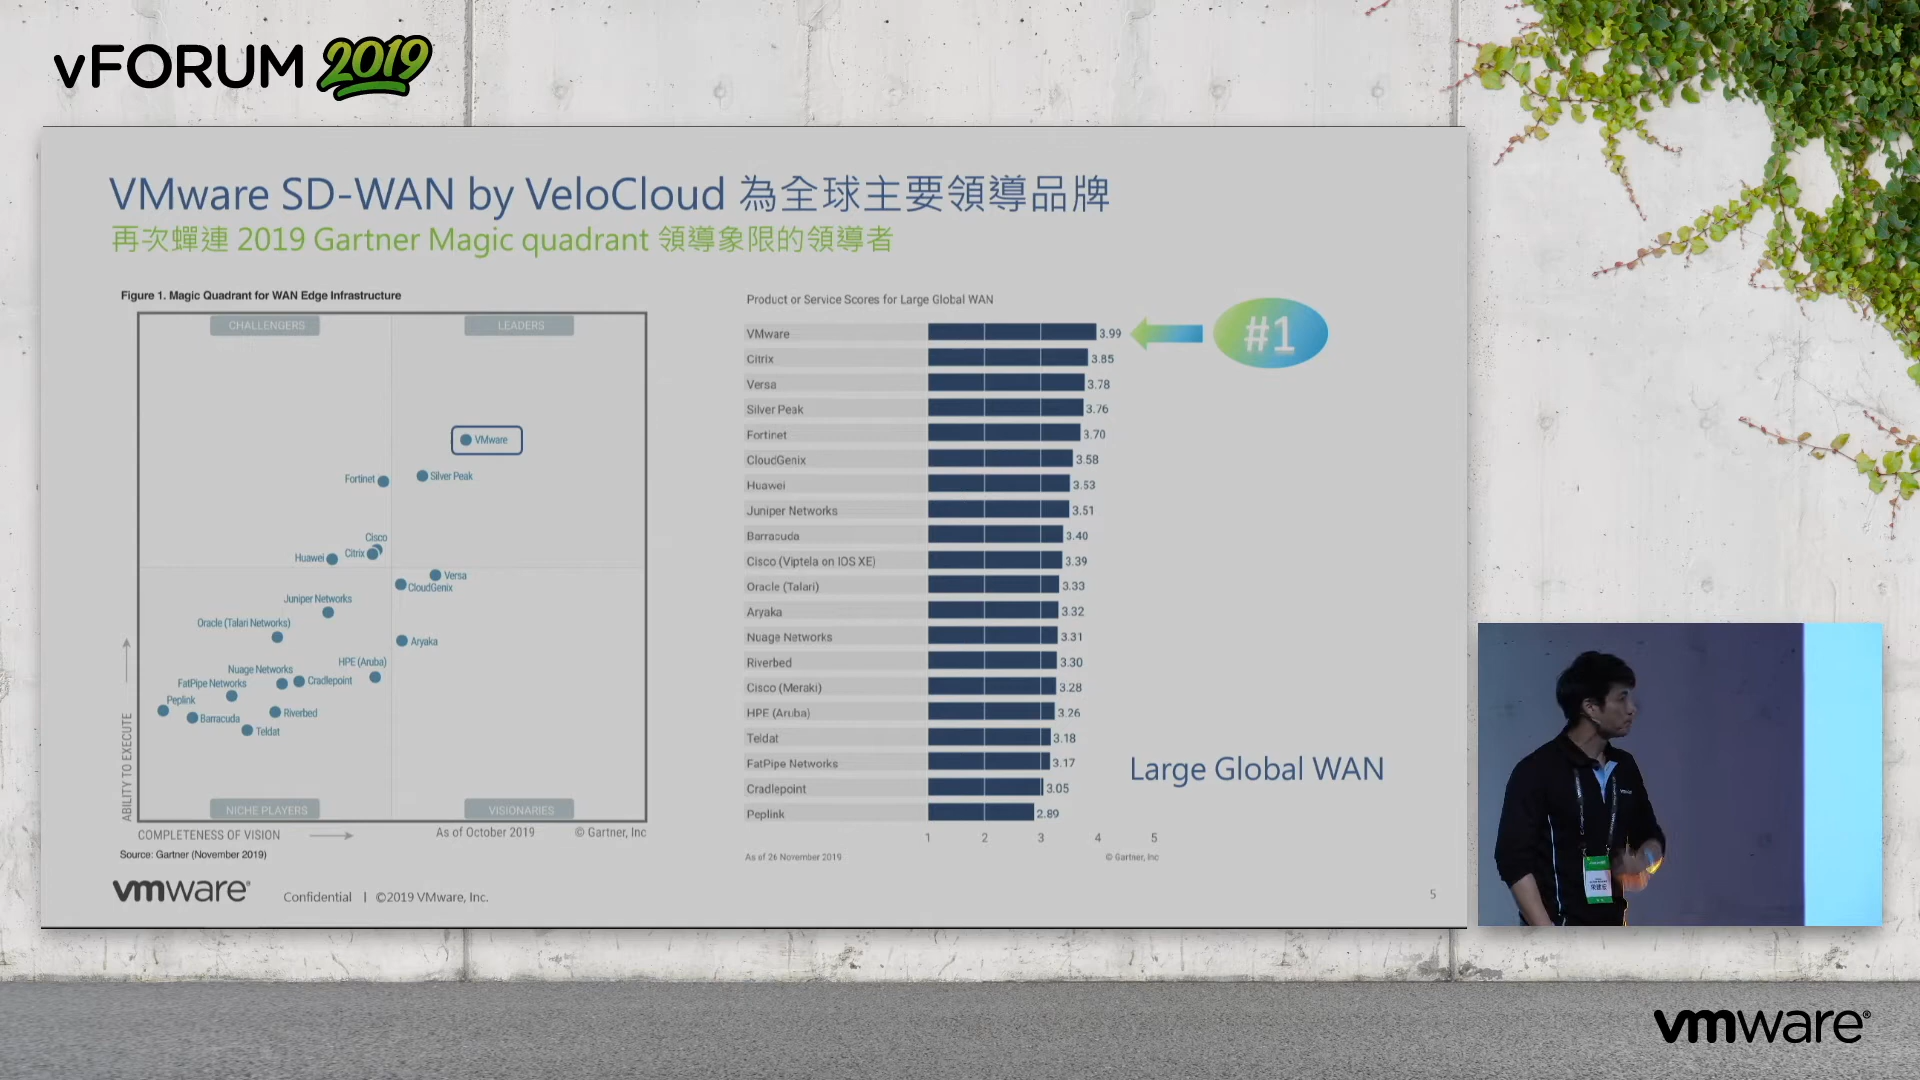 vFORUM 2019
VMware SD-WAN by VeloCloud 為全球主要領導品牌
再次蟬連 2019 Gartner Magic quadrant 領導象限的領導者
Figure 1. Magic Quadrant for WAN Edge Infrastructure
CHALLENGERS
LEADERS
VMware
Fortinet
Silver Peak
Cisco
Citrix
Huawei
Versa
CloudGenix
Juniper Networks
Oracle (Talari Networks)
Aryaka
HPE (Aruba)
Nuage Networks
Cradlepoint
FatPipe Networks
Peplink
Barracuda
Riverbed
Teldat
NICHE PLAYERS
VISIONARIES
ABILITY TO EXECUTE
COMPLETENESS OF VISION
As of October 2019
© Gartner, Inc
Source: Gartner (November 2019)
Product or Service Scores for Large Global WAN
VMware 3.99
#1
Citrix 3.85
Versa 3.78
Silver Peak 3.76
Fortinet 3.70
CloudGenix 3.58
Huawei 3.53
Juniper Networks 3.51
Barracuda 3.40
Cisco (Viptela on IOS XE) 3.39
Oracle (Talari) 3.33
Aryaka 3.32
Nuage Networks 3.31
Riverbed 3.30
Cisco (Meraki) 3.28
HPE (Aruba) 3.26
Teldat 3.18
FatPipe Networks 3.17
Cradlepoint 3.05
Peplink 2.89
1 2 3 4 5
As of 26 November 2019
© Gartner, Inc
Large Global WAN
vmware®
Confidential | ©2019 VMware, Inc.
5
vmware®